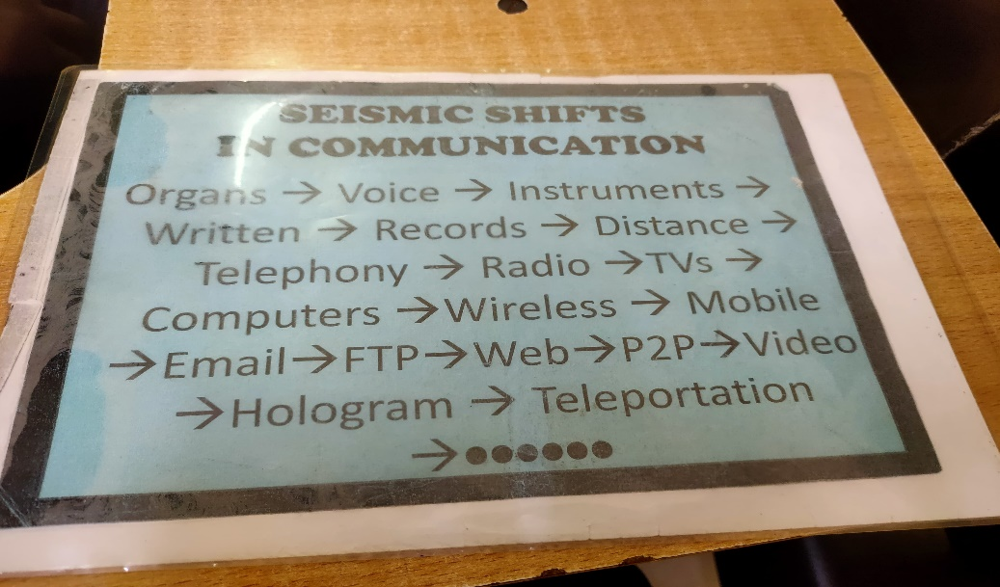 SEISMIC SHIFTS
IN COMMUNICATION
Organs → Voice → Instruments →
Written → Records → Distance →
Telephony → Radio →TVs →
Computers →Wireless → Mobile
→Email→FTP→Web→P2P→Video
→Hologram → Teleportation
→●●●●●●